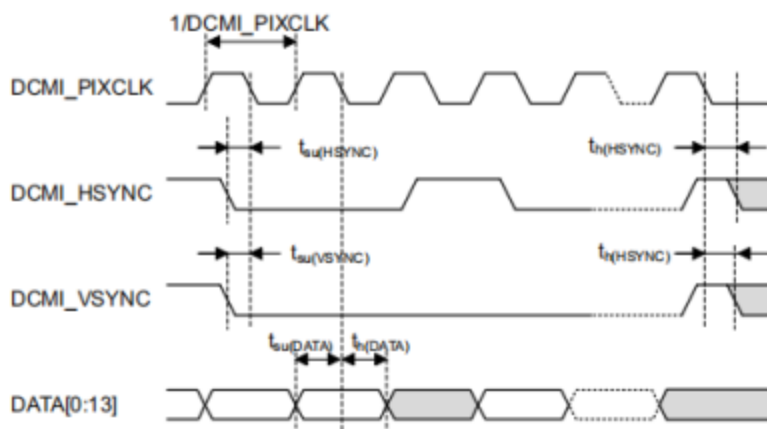 1/DCMI_PIXCLK
DCMI_PIXCLK
tsu(HSYNC)
th(HSYNC)
DCMI_HSYNC
tsu(VSYNC)
th(HSYNC)
DCMI_VSYNC
tsu(DATA)
th(DATA)
DATA[0:13]